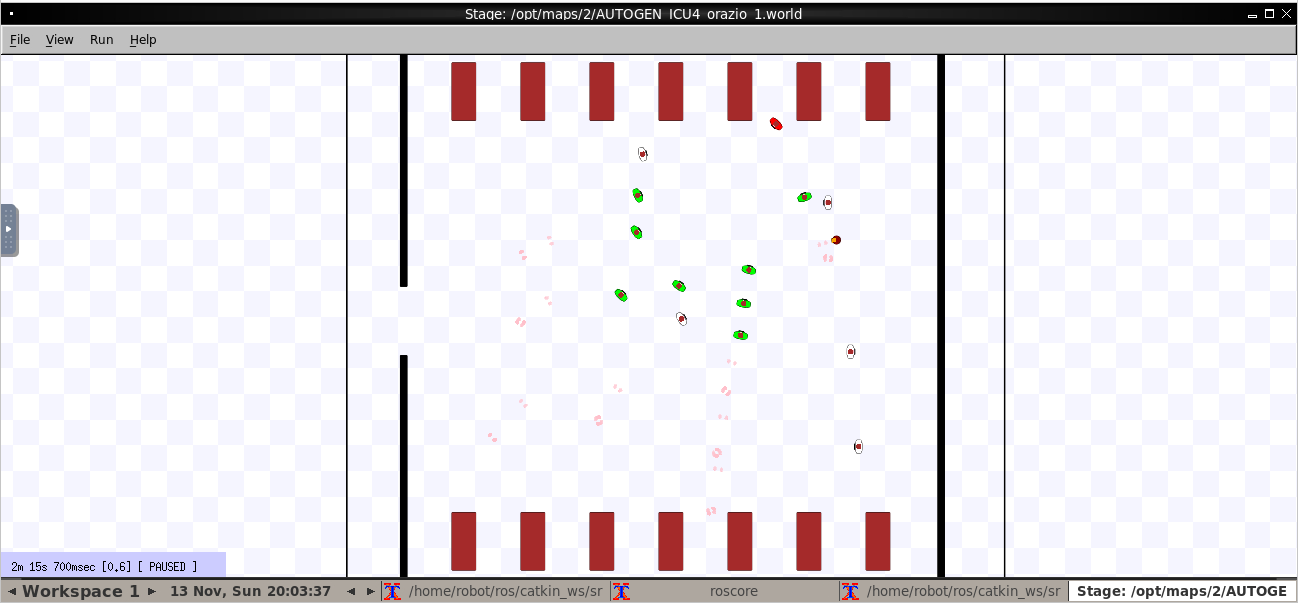 Stage: /opt/maps/2/AUTOGEN_ICU4_orazio_1.world
File View Run Help
2m 15s 700msec [0.6] [ PAUSED ]
Workspace 1 13 Nov, Sun 20:03:37 /home/robot/ros/catkin_ws/sr roscore /home/robot/ros/catkin_ws/sr Stage: /opt/maps/2/AUTOGE